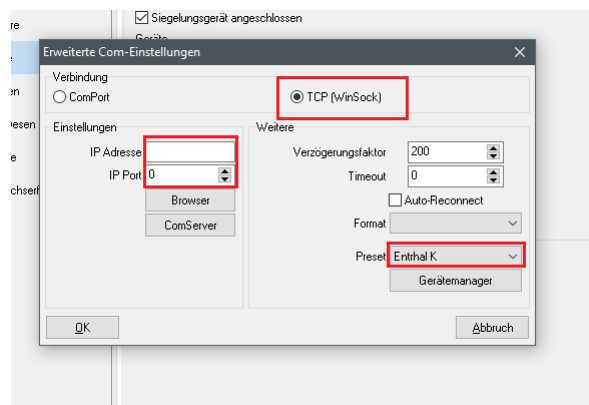 re
Siegelungsgerät angeschlossen
Geräte
Erweiterte Com-Einstellungen
Verbindung
ComPort
TCP (WinSock)
en
esen
Einstellungen
Weitere
IP Adresse
Verzögerungsfaktor 200
e
IP Port 0
Timeout 0
chserf
Browser
Auto-Reconnect
ComServer
Format
Preset Entrhal K
Gerätemanager
OK
Abbruch